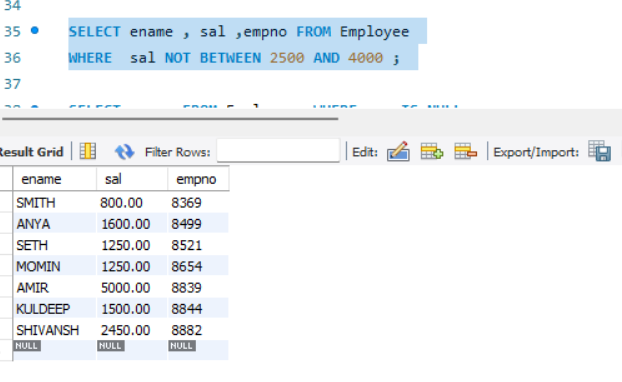 34
35 SELECT ename , sal ,empno FROM Employee
36 WHERE sal NOT BETWEEN 2500 AND 4000 ;
37
Result Grid Filter Rows: Edit: Export/Import:
ename sal empno
SMITH 800.00 8369
ANYA 1600.00 8499
SETH 1250.00 8521
MOMIN 1250.00 8654
AMIR 5000.00 8839
KULDEEP 1500.00 8844
SHIVANSH 2450.00 8882
NULL NULL NULL